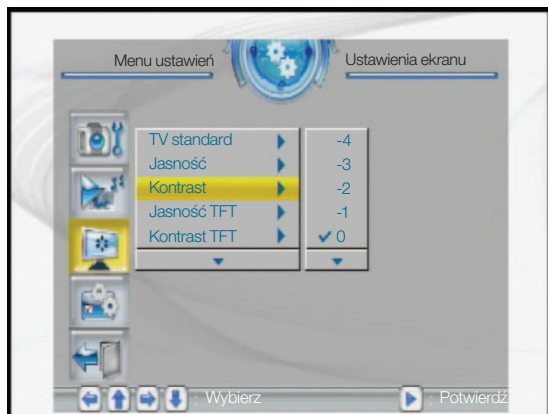 Menu ustawień
Ustawienia ekranu
TV standard
-4
Jasność
-3
Kontrast
-2
Jasność TFT
-1
Kontrast TFT
0
: Wybierz
: Potwierdź